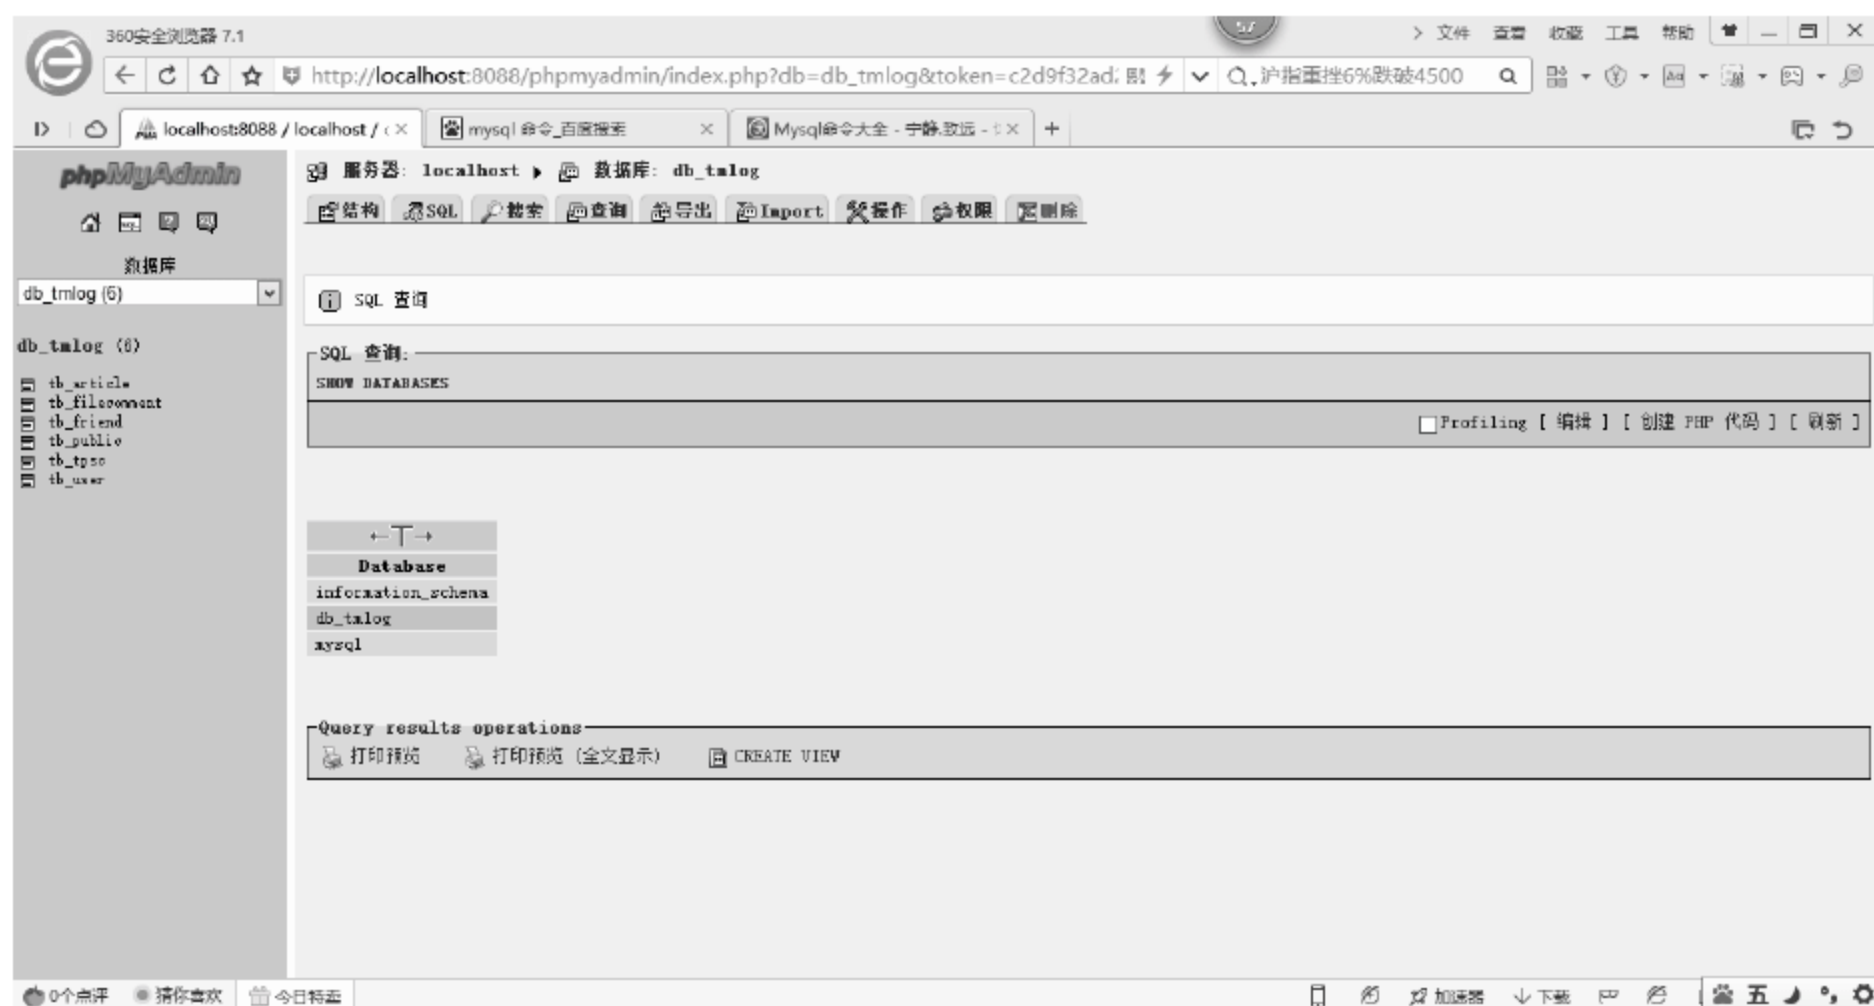 360安全浏览器 7.1
文件 查看 收藏 工具 帮助
http://localhost:8088/phpmyadmin/index.php?db=db_tmlog&token=c2d9f32ad
沪指重挫6%跌破4500
localhost:8088 / localhost / (
mysql 命令_百度搜索
Mysql命令大全 - 宁静.致远 -
phpMyAdmin
数据库
db_tmlog (6)
db_tmlog (6)
tb_article
tb_filecomment
tb_friend
tb_public
tb_tpsc
tb_user
服务器: localhost ▸ 数据库: db_tmlog
结构 SQL 搜索 查询 导出 Import 操作 权限 删除
SQL 查询
SQL 查询:
SHOW DATABASES
Profiling [ 编辑 ] [ 创建 PHP 代码 ] [ 刷新 ]
←T→
Database
information_schema
db_tmlog
mysql
Query results operations
打印预览 打印预览 (全文显示) CREATE VIEW
0个点评 猜你喜欢 今日特卖
加速器 下载
五